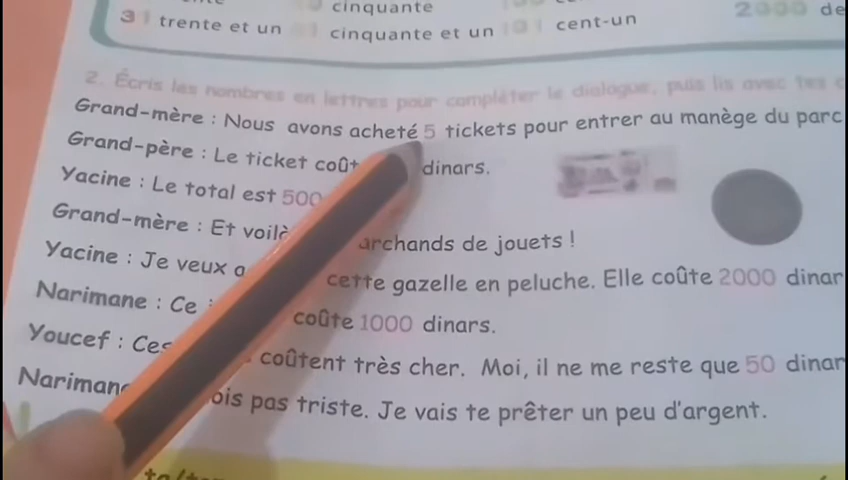 cinquante
31 trente et un cinquante et un 101 cent-un 2000 de
2. Écris les nombres en lettres pour compléter le dialogue, puis lis avec tes c
Grand-mère : Nous avons acheté 5 tickets pour entrer au manège du parc
Grand-père : Le ticket coût dinars.
Yacine : Le total est 500
Grand-mère : Et voilà archands de jouets !
Yacine : Je veux a cette gazelle en peluche. Elle coûte 2000 dinar
Narimane : Ce coûte 1000 dinars.
Youcef : Ces coûtent très cher. Moi, il ne me reste que 50 dinar
Narimane ois pas triste. Je vais te prêter un peu d'argent.